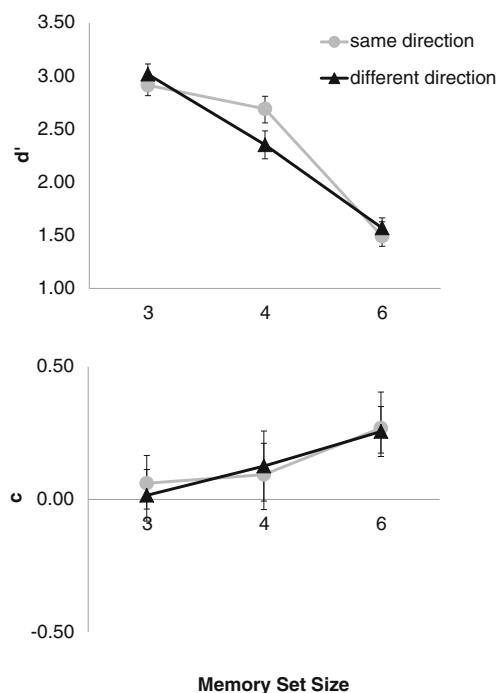 3.50
same direction
3.00
different direction
2.50
d'
2.00
1.50
1.00
3 4 6
0.50
c
0.00
3 4 6
-0.50
Memory Set Size